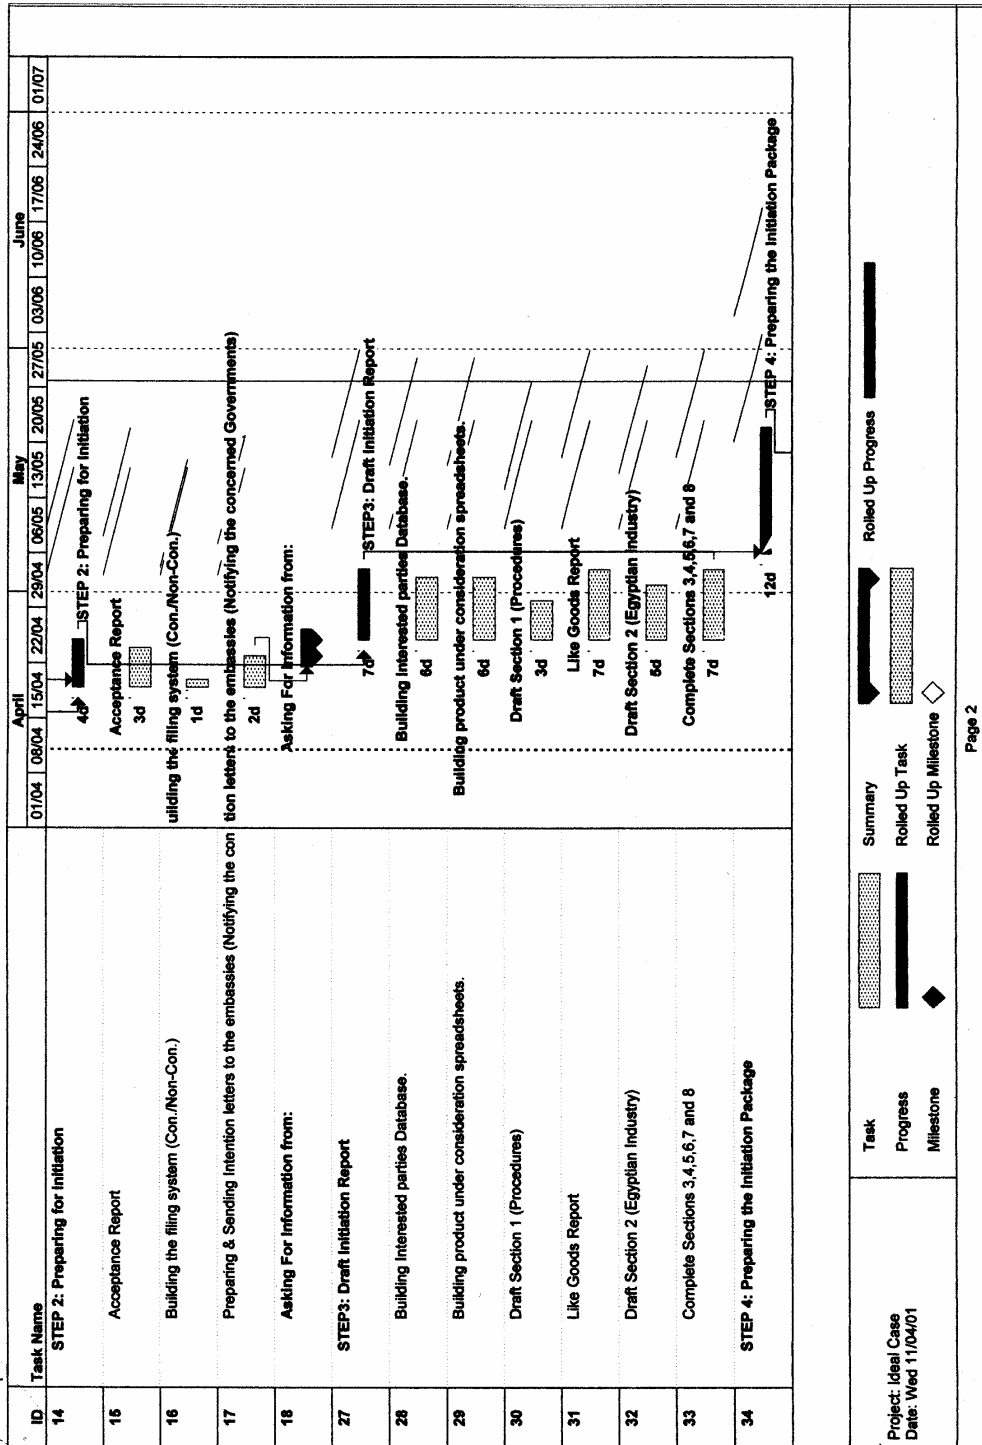 ID Task Name April May June
01/04 08/04 15/04 22/04 29/04 06/05 13/05 20/05 27/05 03/06 10/06 17/06 24/06 01/07
14 STEP 2: Preparing for Initiation 4d STEP 2: Preparing for Initiation
15 Acceptance Report Acceptance Report
3d
16 Building the filing system (Con./Non-Con.) uilding the filing system (Con./Non-Con.)
1d
17 Preparing & Sending Intention letters to the embassies (Notifying the con tion letters to the embassies (Notifying the concerned Governments)
2d
18 Asking For Information from: Asking For Information from:
27 STEP3: Draft Initiation Report 7d STEP3: Draft Initiation Report
28 Building Interested parties Database. Building Interested parties Database.
6d
29 Building product under consideration spreadsheets. Building product under consideration spreadsheets.
6d
30 Draft Section 1 (Procedures) Draft Section 1 (Procedures)
3d
31 Like Goods Report Like Goods Report
7d
32 Draft Section 2 (Egyptian Industry) Draft Section 2 (Egyptian Industry)
5d
33 Complete Sections 3,4,5,6,7 and 8 Complete Sections 3,4,5,6,7 and 8
7d
34 STEP 4: Preparing the Initiation Package 12d STEP 4: Preparing the Initiation Package
Project: Ideal Case
Date: Wed 11/04/01
Task Summary Rolled Up Progress
Progress Rolled Up Task
Milestone Rolled Up Milestone
Page 2